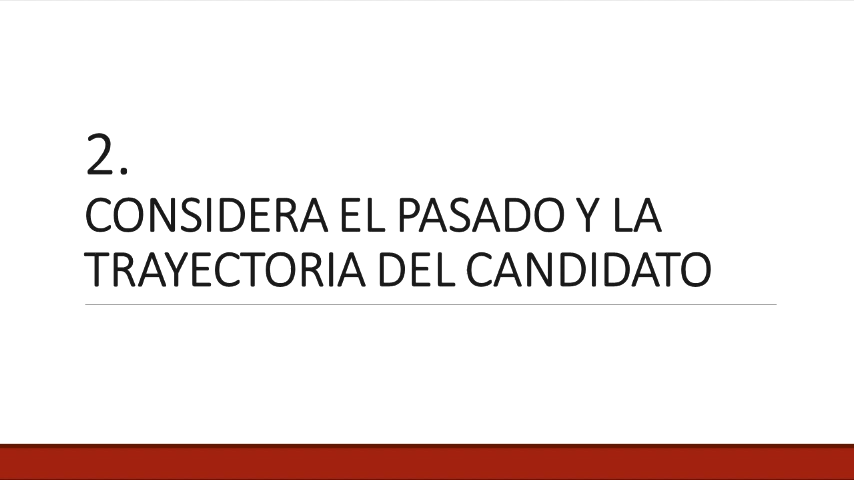 2.
CONSIDERA EL PASADO Y LA
TRAYECTORIA DEL CANDIDATO